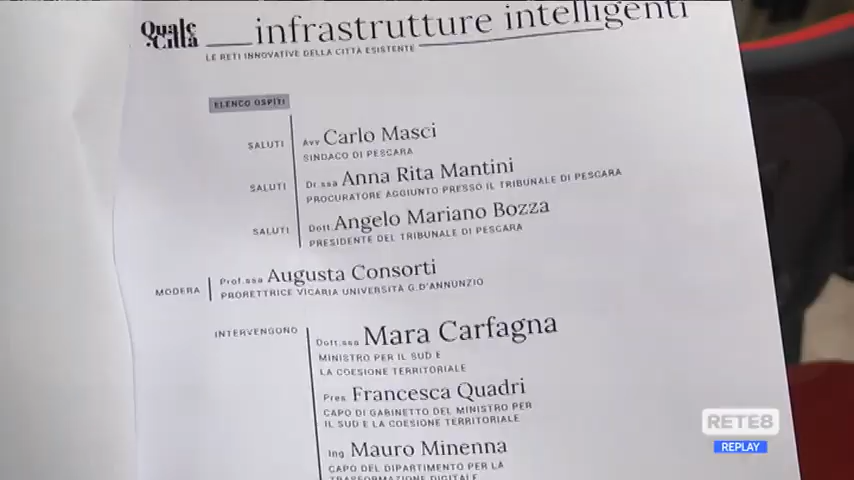 Quale
Città
infrastrutture intelligenti
LE RETI INNOVATIVE DELLA CITTÀ ESISTENTE
ELENCO OSPITI
SALUTI
Avv Carlo Masci
SINDACO DI PESCARA
SALUTI
Dr.ssa Anna Rita Mantini
PROCURATORE AGGIUNTO PRESSO IL TRIBUNALE DI PESCARA
SALUTI
Dott. Angelo Mariano Bozza
PRESIDENTE DEL TRIBUNALE DI PESCARA
MODERA
Prof.ssa Augusta Consorti
PRORETTRICE VICARIA UNIVERSITÀ G.D'ANNUNZIO
INTERVENGONO
Dott.ssa Mara Carfagna
MINISTRO PER IL SUD E
LA COESIONE TERRITORIALE
Pres. Francesca Quadri
CAPO DI GABINETTO DEL MINISTRO PER
IL SUD E LA COESIONE TERRITORIALE
Ing Mauro Minenna
CAPO DEL DIPARTIMENTO PER LA
TRASFORMAZIONE DIGITALE
RETE8
REPLAY